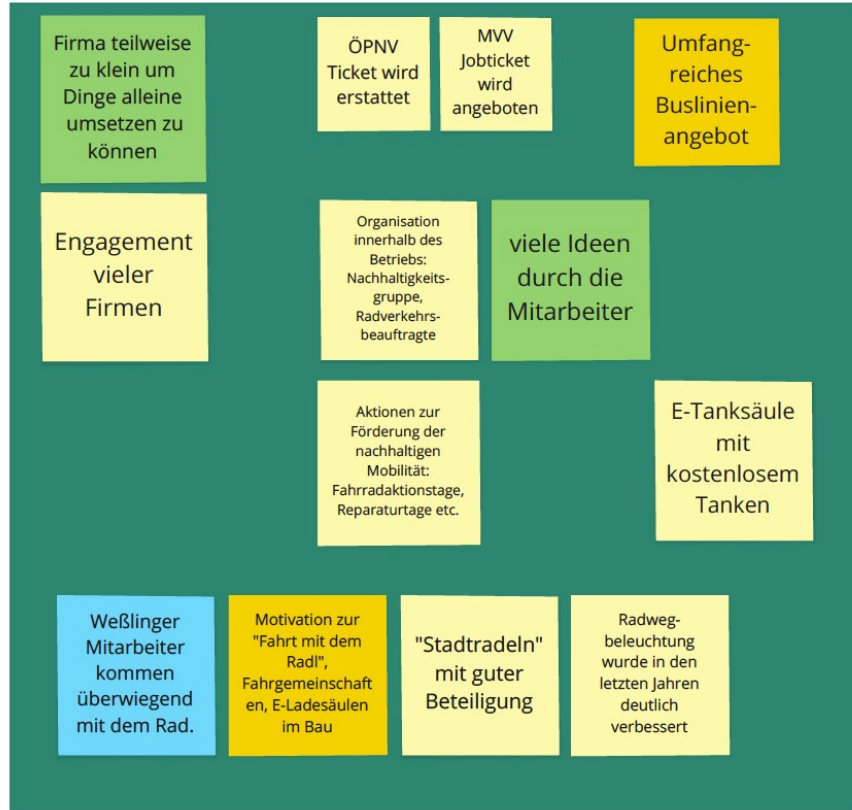 Firma teilweise
zu klein um
Dinge alleine
umsetzen zu
können
ÖPNV
Ticket wird
erstattet
MVV
Jobticket
wird
angeboten
Umfang-
reiches
Buslinien-
angebot
Engagement
vieler
Firmen
Organisation
innerhalb des
Betriebs:
Nachhaltigkeits-
gruppe,
Radverkehrs-
beauftragte
viele Ideen
durch die
Mitarbeiter
Aktionen zur
Förderung der
nachhaltigen
Mobilität:
Fahrradaktionstage,
Reparaturtage etc.
E-Tanksäule
mit
kostenlosem
Tanken
Weßlinger
Mitarbeiter
kommen
überwiegend
mit dem Rad.
Motivation zur
"Fahrt mit dem
Radl",
Fahrgemeinschaft
en, E-Ladesäulen
im Bau
"Stadtradeln"
mit guter
Beteiligung
Radweg-
beleuchtung
wurde in den
letzten Jahren
deutlich
verbessert